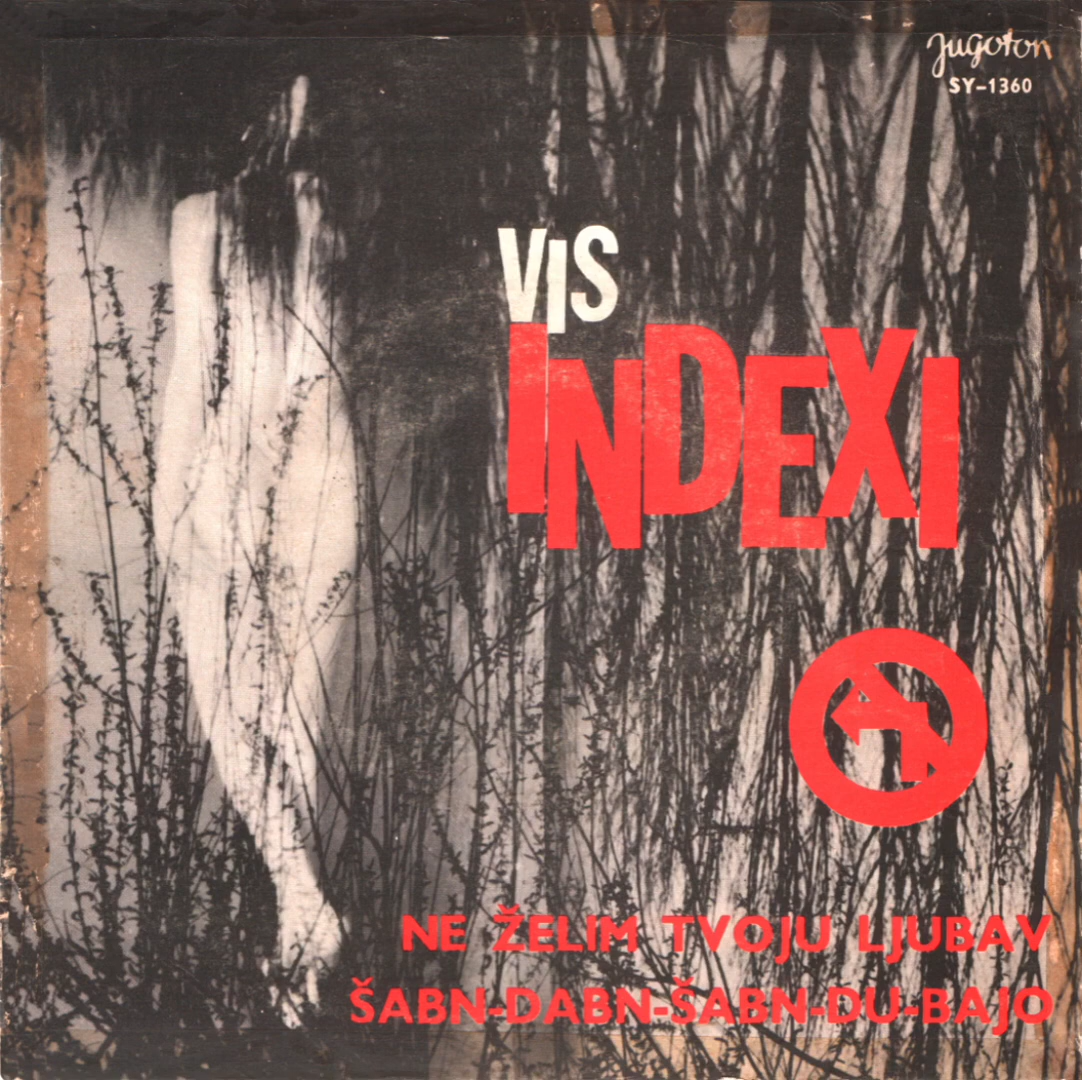 Jugoton
SY-1360
VIS
INDEXI
NE ŽELIM TVOJU LJUBAV
ŠABN-DABN-ŠABN-DU-BAJO